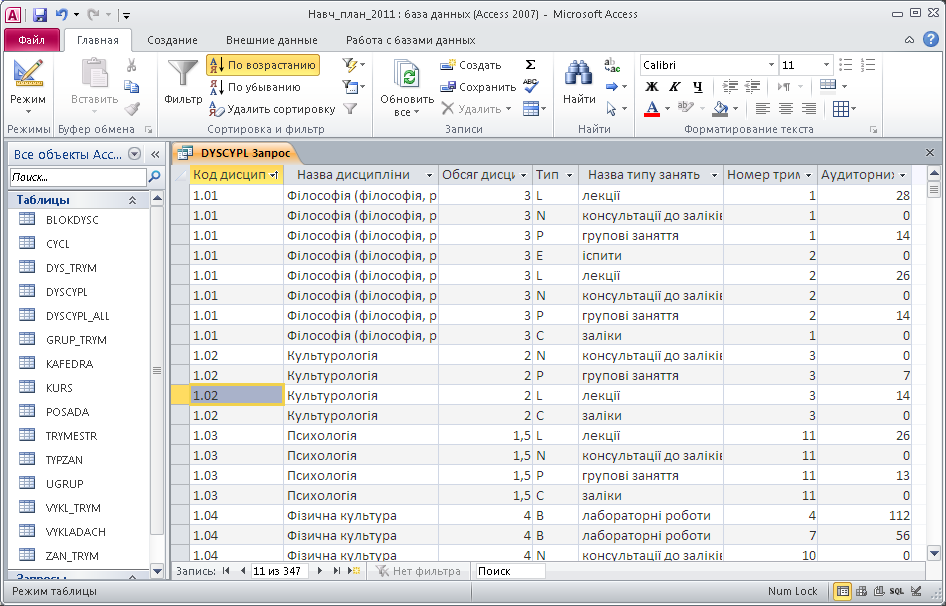 Навч_план_2011 : база данных (Access 2007) - Microsoft Access
Файл Главная Создание Внешние данные Работа с базами данных
Режим
Режимы
Вставить
Буфер обмена
Фильтр
По возрастанию
По убыванию
Удалить сортировку
Сортировка и фильтр
Обновить все
Создать
Сохранить
Удалить
Записи
Найти
Найти
Calibri 11
Ж К Ч
Форматирование текста
Все объекты Acc...
Поиск...
Таблицы
BLOKDYSC
CYCL
DYS_TRYM
DYSCYPL
DYSCYPL_ALL
GRUP_TRYM
KAFEDRA
KURS
POSADA
TRYMESTR
TYPZAN
UGRUP
VYKL_TRYM
VYKLADACH
ZAN_TRYM
Запросы
DYSCYPL Запрос
Код дисцип Назва дисципліни Обсяг дисци Тип Назва типу занять Номер трим Аудиторних
1.01 Філософія (філософія, р 3 L лекції 1 28
1.01 Філософія (філософія, р 3 N консультації до заліків 1 0
1.01 Філософія (філософія, р 3 P групові заняття 1 14
1.01 Філософія (філософія, р 3 E іспити 2 0
1.01 Філософія (філософія, р 3 L лекції 2 26
1.01 Філософія (філософія, р 3 N консультації до заліків 2 0
1.01 Філософія (філософія, р 3 P групові заняття 2 14
1.01 Філософія (філософія, р 3 C заліки 1 0
1.02 Культурологія 2 N консультації до заліків 3 0
1.02 Культурологія 2 P групові заняття 3 7
1.02 Культурологія 2 L лекції 3 14
1.02 Культурологія 2 C заліки 3 0
1.03 Психологія 1,5 L лекції 11 26
1.03 Психологія 1,5 N консультації до заліків 11 0
1.03 Психологія 1,5 P групові заняття 11 13
1.03 Психологія 1,5 C заліки 11 0
1.04 Фізична культура 4 B лабораторні роботи 4 112
1.04 Фізична культура 4 B лабораторні роботи 7 56
1.04 Фізична культура 4 N консультації до заліків 10 0
Запись: 11 из 347 Нет фильтра Поиск
Режим таблицы Num Lock SQL